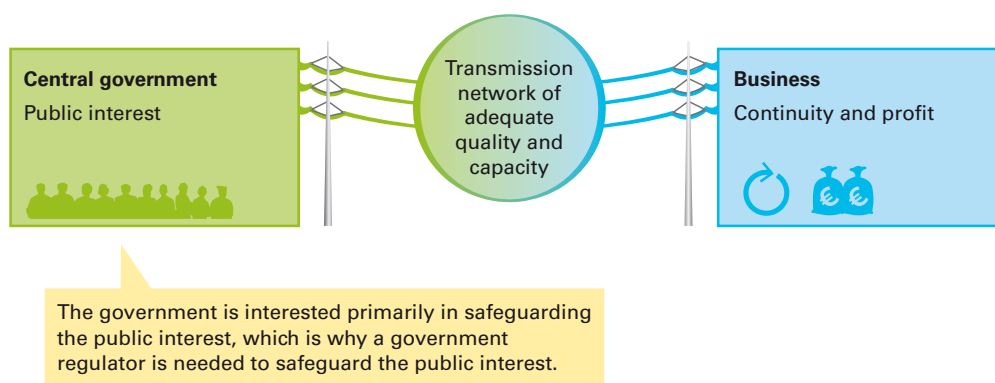 Central government
Public interest
Transmission
network of
adequate
quality and
capacity
Business
Continuity and profit
€ €
The government is interested primarily in safeguarding
the public interest, which is why a government
regulator is needed to safeguard the public interest.